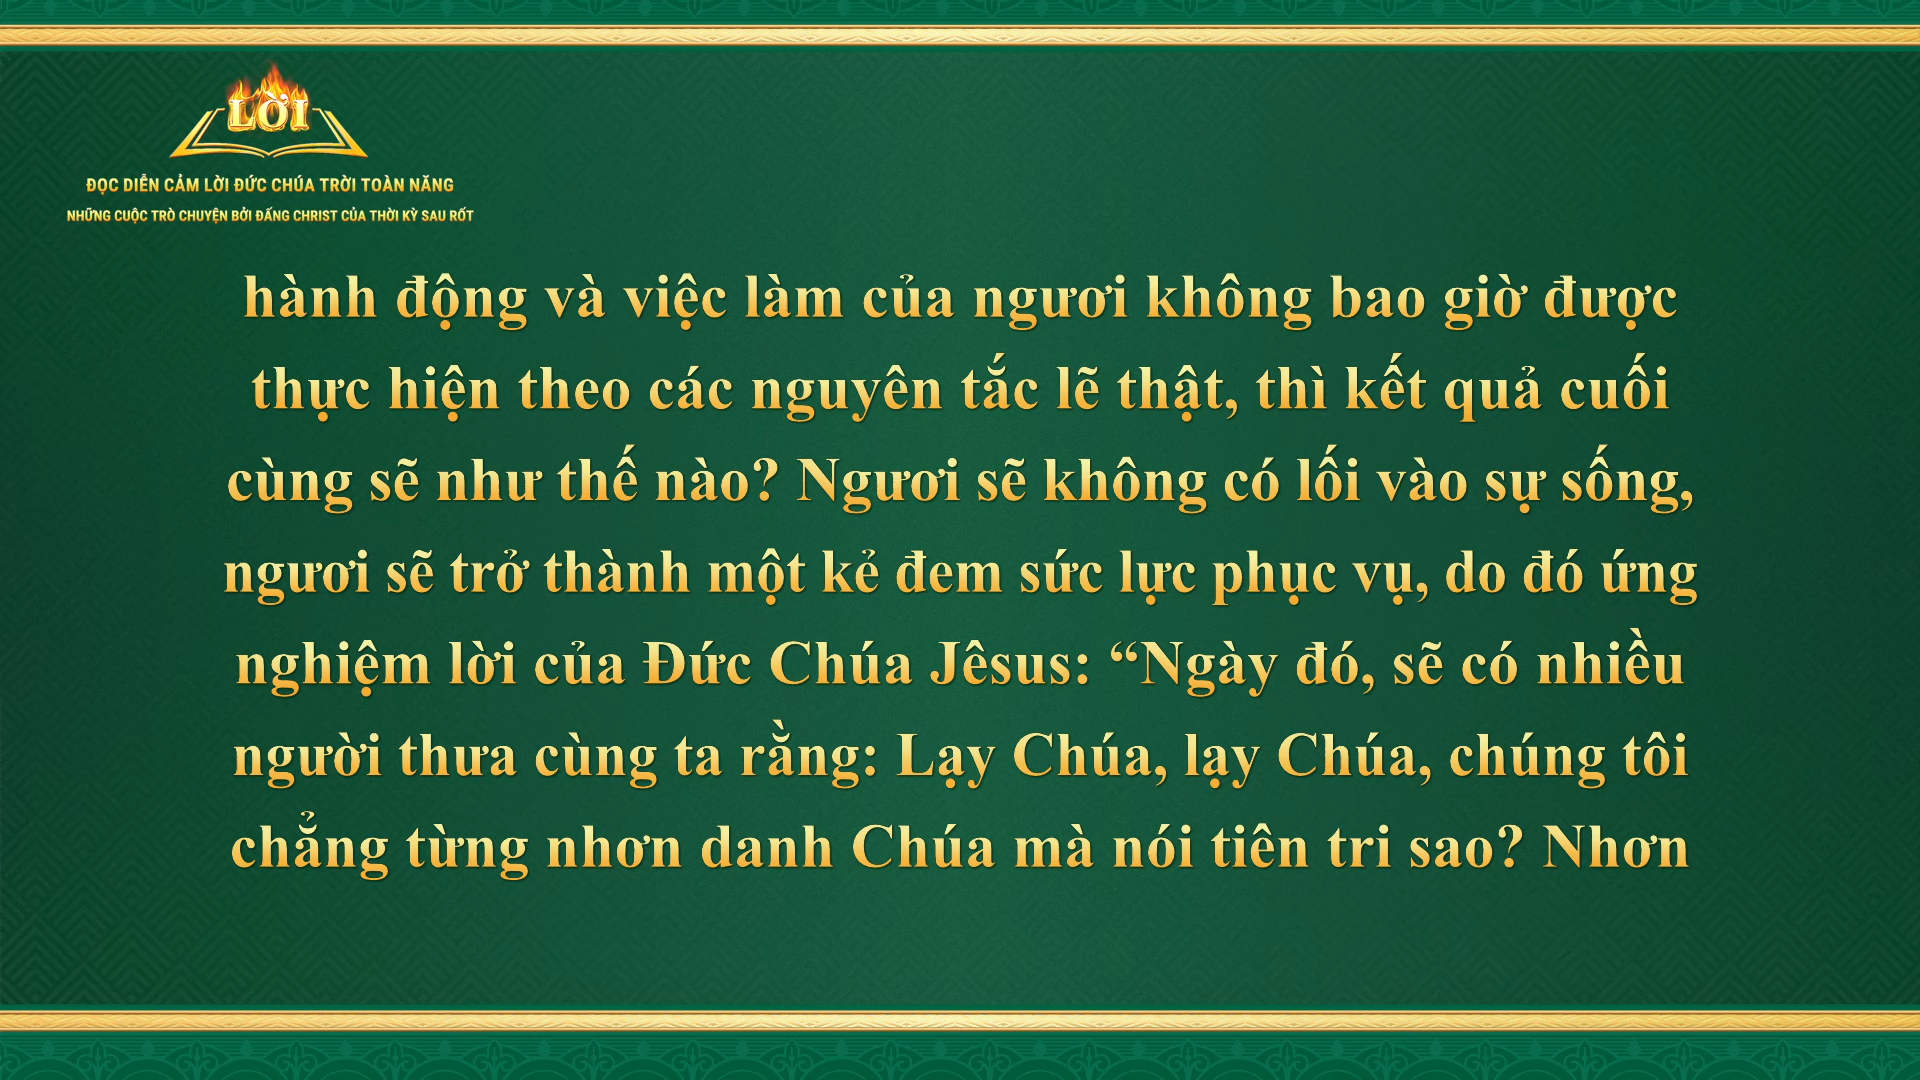 LỜI
ĐỌC DIỄN CẢM LỜI ĐỨC CHÚA TRỜI TOÀN NĂNG
NHỮNG CUỘC TRÒ CHUYỆN BỞI ĐẤNG CHRIST CỦA THỜI KỲ SAU RỐT
hành động và việc làm của ngươi không bao giờ được
thực hiện theo các nguyên tắc lẽ thật, thì kết quả cuối
cùng sẽ như thế nào? Ngươi sẽ không có lối vào sự sống,
ngươi sẽ trở thành một kẻ đem sức lực phục vụ, do đó ứng
nghiệm lời của Đức Chúa Jêsus: “Ngày đó, sẽ có nhiều
người thưa cùng ta rằng: Lạy Chúa, lạy Chúa, chúng tôi
chẳng từng nhơn danh Chúa mà nói tiên tri sao? Nhơn